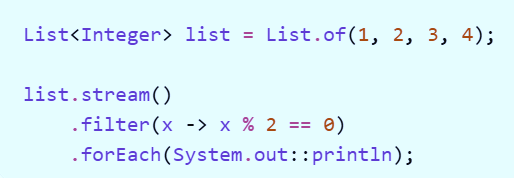 List<Integer> list = List.of(1, 2, 3, 4);
list.stream()
    .filter(x -> x % 2 == 0)
    .forEach(System.out::println);